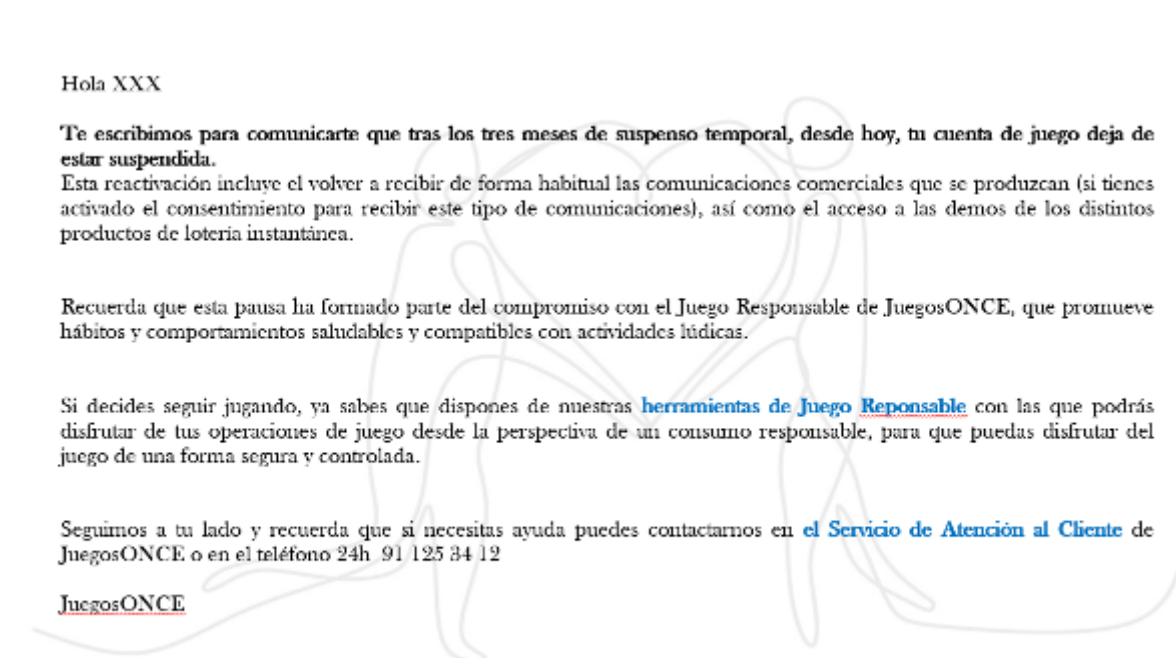 Hola XXX
Te escribimos para comunicarte que tras los tres meses de suspenso temporal, desde hoy, tu cuenta de juego deja de
estar suspendida.
Esta reactivación incluye el volver a recibir de forma habitual las comunicaciones comerciales que se produzcan (si tienes
activado el consentimiento para recibir este tipo de comunicaciones), así como el acceso a las demos de los distintos
productos de lotería instantánea.
Recuerda que esta pausa ha formado parte del compromiso con el Juego Responsable de JuegosONCE, que promueve
hábitos y comportamientos saludables y compatibles con actividades lúdicas.
Si decides seguir jugando, ya sabes que dispones de nuestras herramientas de Juego Reponsable con las que podrás
disfrutar de tus operaciones de juego desde la perspectiva de un consumo responsable, para que puedas disfrutar del
juego de una forma segura y controlada.
Seguimos a tu lado y recuerda que si necesitas ayuda puedes contactarnos en el Servicio de Atención al Cliente de
JuegosONCE o en el teléfono 24h 91 125 34 12
JuegosONCE